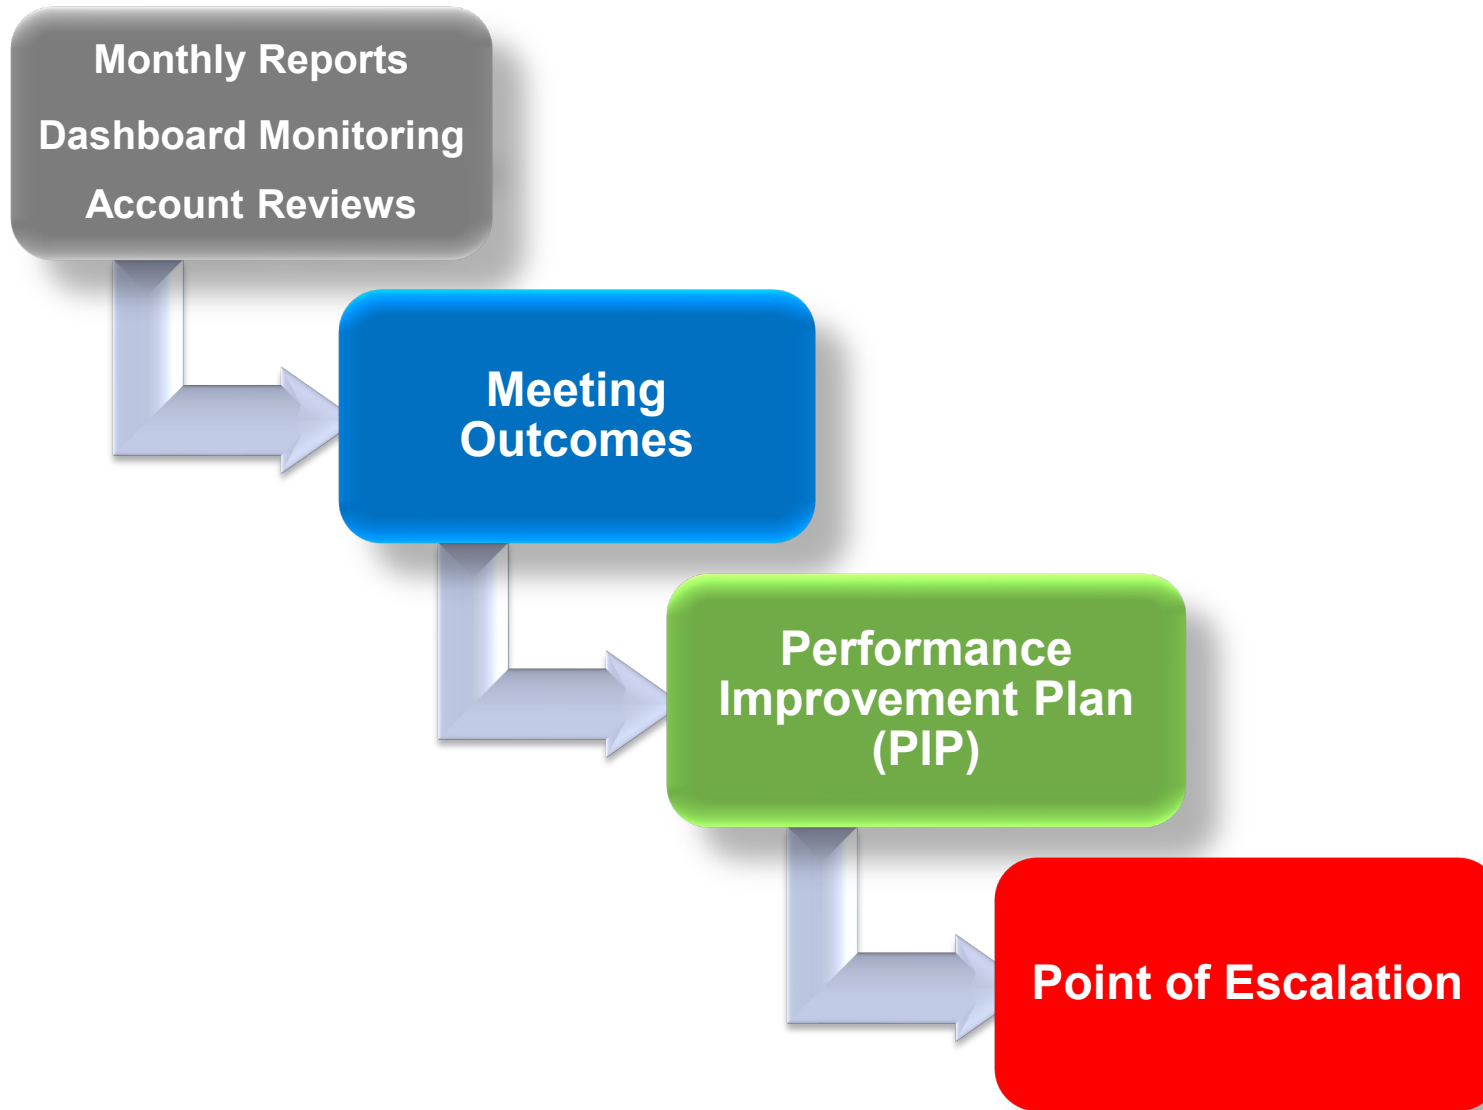 Monthly Reports
Dashboard Monitoring
Account Reviews
Meeting
Outcomes
Performance
Improvement Plan
(PIP)
Point of Escalation